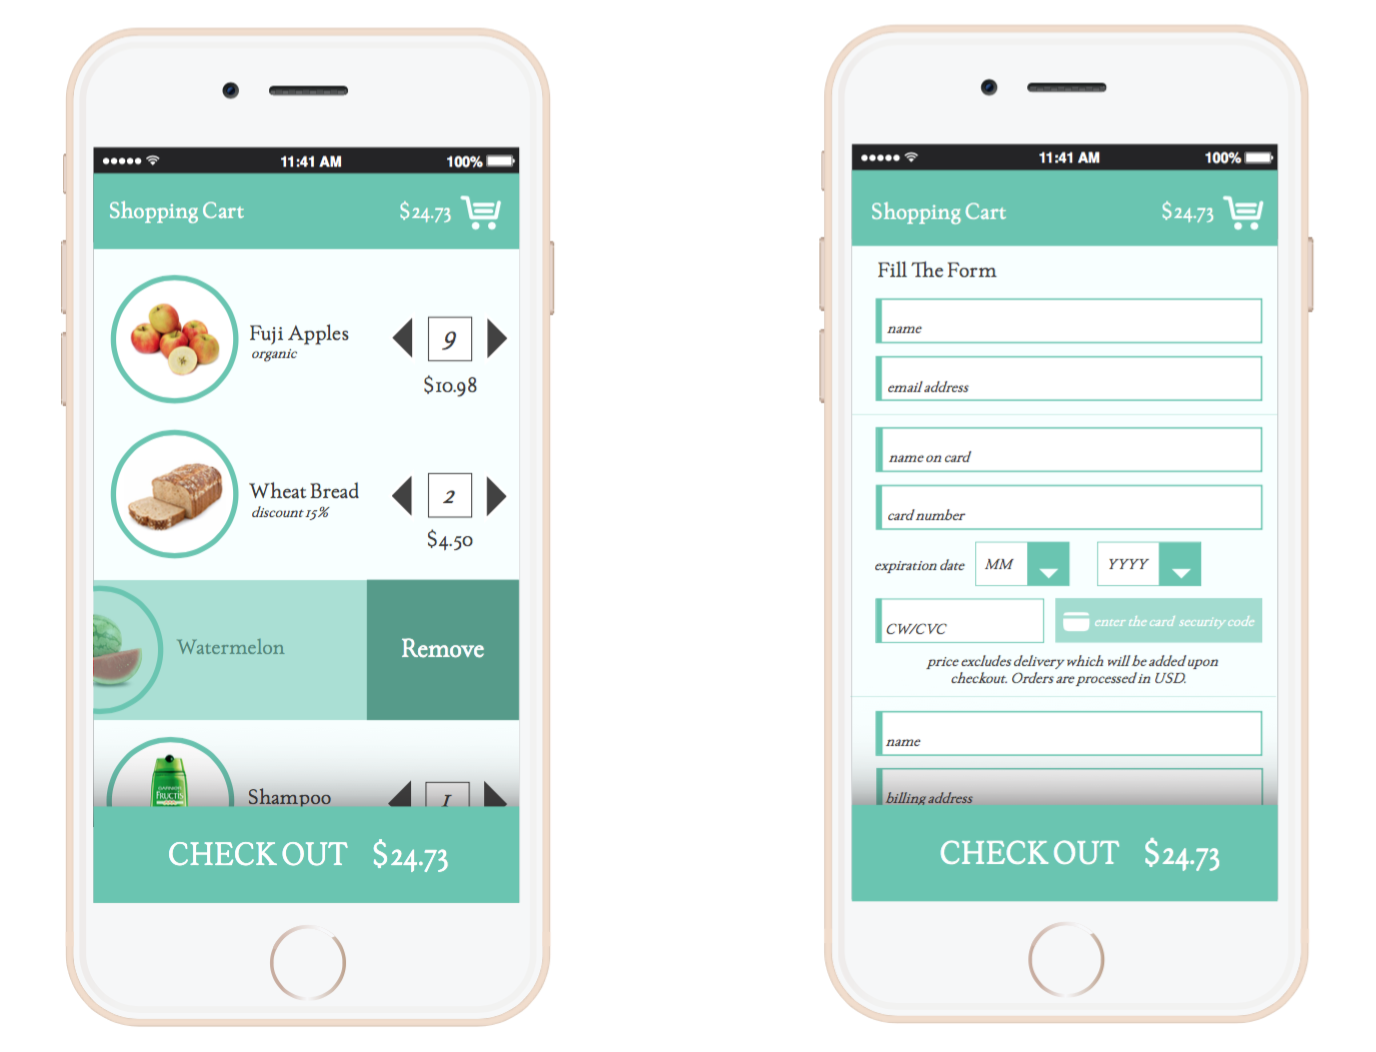 11:41 AM
100%
Shopping Cart
$24.73
Fuji Apples
organic
9
$10.98
Wheat Bread
discount 15%
2
$4.50
Watermelon
Remove
GARNIER
FRUCTIS
Shampoo
1
CHECK OUT $24.73
11:41 AM
100%
Shopping Cart
$24.73
Fill The Form
name
email address
name on card
card number
expiration date
MM
YYYY
CW/CVC
enter the card security code
price excludes delivery which will be added upon
checkout. Orders are processed in USD.
name
billing address
CHECK OUT $24.73